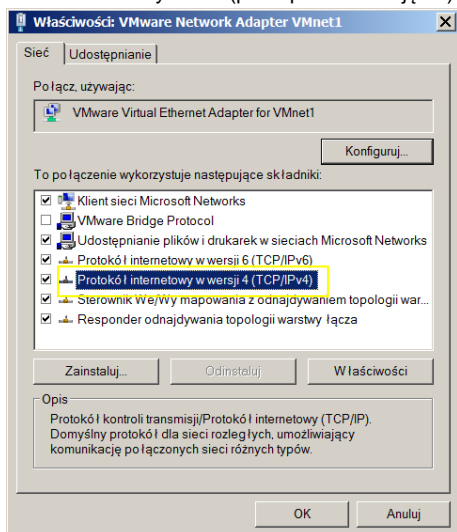 Właściwości: VMware Network Adapter VMnet1
Sieć Udostępnianie
Połącz, używając:
VMware Virtual Ethernet Adapter for VMnet1
Konfiguruj...
To połączenie wykorzystuje następujące składniki:
Klient sieci Microsoft Networks
VMware Bridge Protocol
Udostępnianie plików i drukarek w sieciach Microsoft Networks
Protokół internetowy w wersji 6 (TCP/IPv6)
Protokół internetowy w wersji 4 (TCP/IPv4)
Sterownik We/Wy mapowania z odnajdywaniem topologii war...
Responder odnajdywania topologii warstwy łącza
Zainstaluj... Odinstaluj Właściwości
Opis
Protokół kontroli transmisji/Protokół internetowy (TCP/IP).
Domyślny protokół dla sieci rozległych, umożliwiający
komunikację połączonych sieci różnych typów.
OK Anuluj